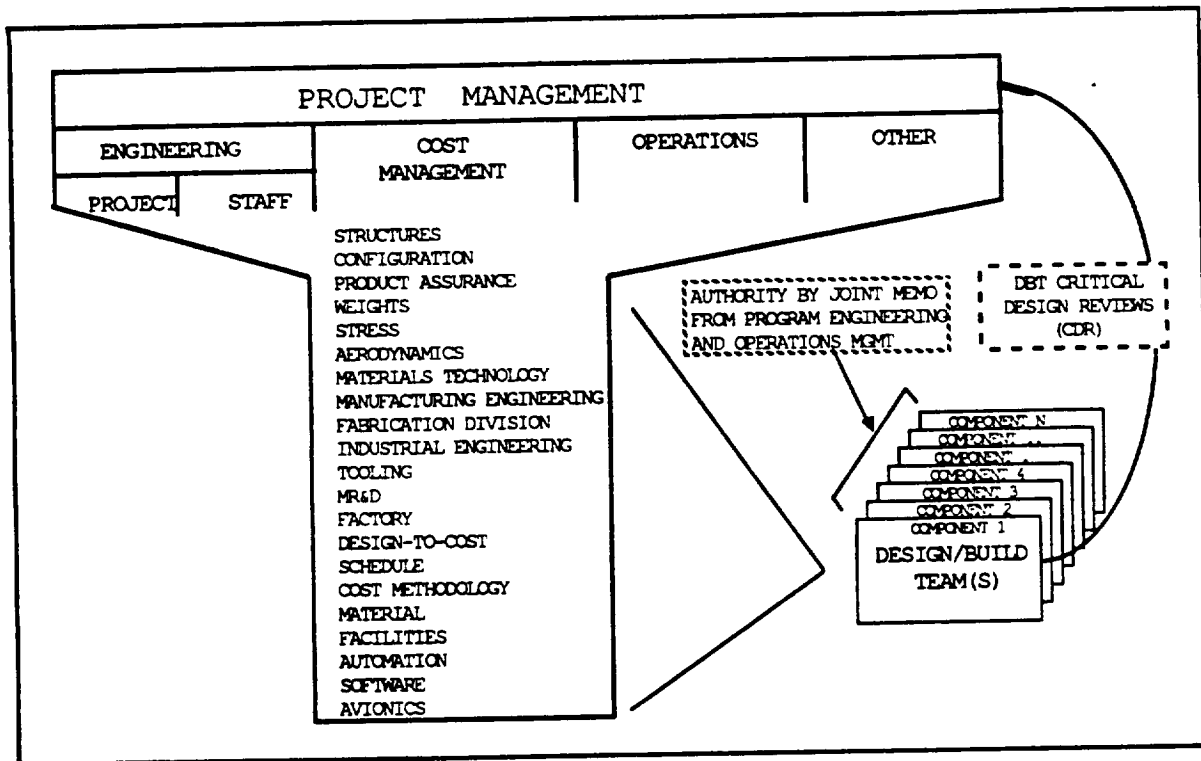 PROJECT MANAGEMENT
ENGINEERING
COST
MANAGEMENT
OPERATIONS
OTHER
PROJECT
STAFF
STRUCTURES
CONFIGURATION
PRODUCT ASSURANCE
WEIGHTS
STRESS
AERODYNAMICS
MATERIALS TECHNOLOGY
MANUFACTURING ENGINEERING
FABRICATION DIVISION
INDUSTRIAL ENGINEERING
TOOLING
MR&D
FACTORY
DESIGN-TO-COST
SCHEDULE
COST METHODOLOGY
MATERIAL
FACILITIES
AUTOMATION
SOFTWARE
AVIONICS
AUTHORITY BY JOINT MEMO
FROM PROGRAM ENGINEERING
AND OPERATIONS MGMT
DBT CRITICAL
DESIGN REVIEWS
(CDR)
COMPONENT N
COMPONENT ..
COMPONENT .
COMPONENT 4
COMPONENT 3
COMPONENT 2
COMPONENT 1
DESIGN/BUILD
TEAM(S)